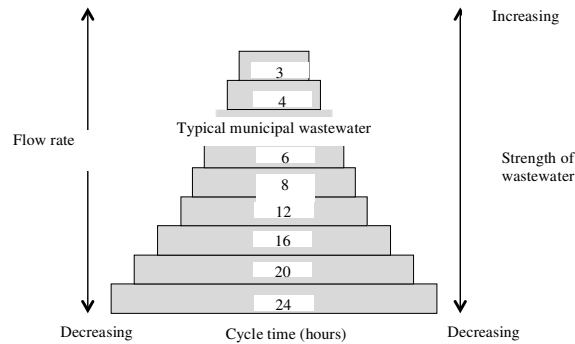 Increasing
3
4
Typical municipal wastewater
Flow rate
6
Strength of
wastewater
8
12
16
20
24
Decreasing
Cycle time (hours)
Decreasing